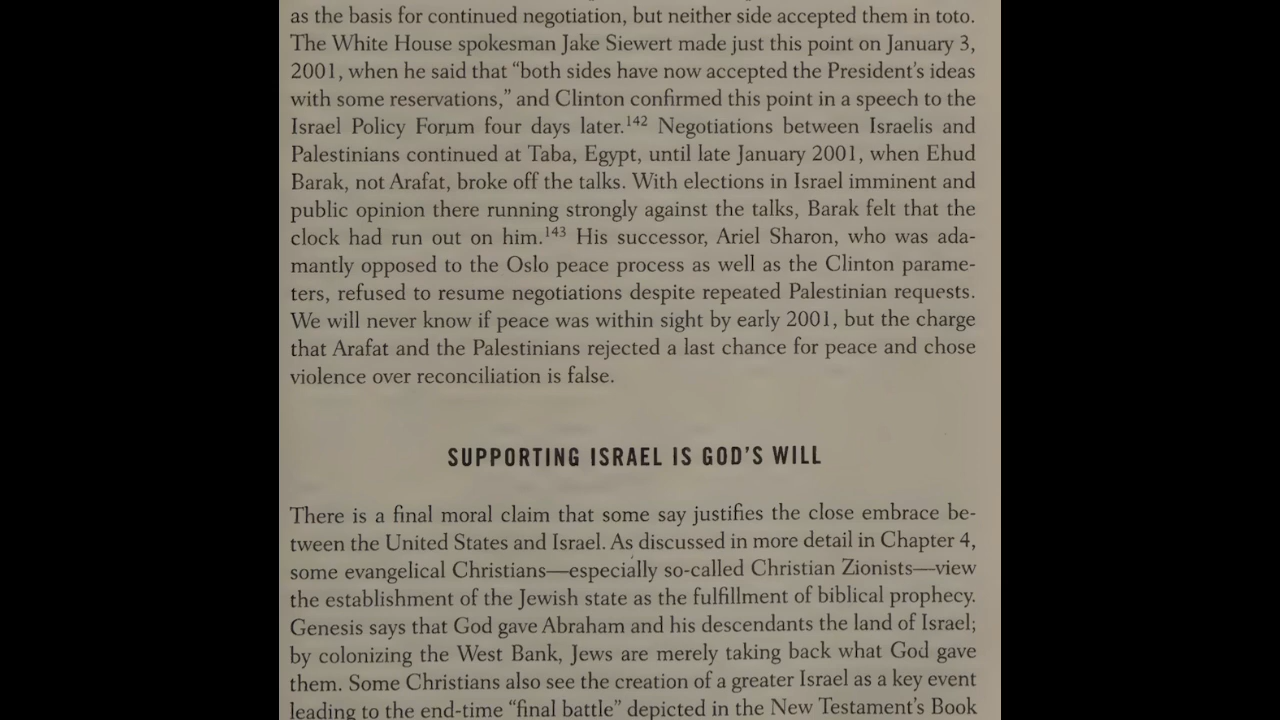 as the basis for continued negotiation, but neither side accepted them in toto.
The White House spokesman Jake Siewert made just this point on January 3,
2001, when he said that “both sides have now accepted the President’s ideas
with some reservations,” and Clinton confirmed this point in a speech to the
Israel Policy Forum four days later.142 Negotiations between Israelis and
Palestinians continued at Taba, Egypt, until late January 2001, when Ehud
Barak, not Arafat, broke off the talks. With elections in Israel imminent and
public opinion there running strongly against the talks, Barak felt that the
clock had run out on him.143 His successor, Ariel Sharon, who was ada-
mantly opposed to the Oslo peace process as well as the Clinton parame-
ters, refused to resume negotiations despite repeated Palestinian requests.
We will never know if peace was within sight by early 2001, but the charge
that Arafat and the Palestinians rejected a last chance for peace and chose
violence over reconciliation is false.
SUPPORTING ISRAEL IS GOD’S WILL
There is a final moral claim that some say justifies the close embrace be-
tween the United States and Israel. As discussed in more detail in Chapter 4,
some evangelical Christians—especially so-called Christian Zionists—view
the establishment of the Jewish state as the fulfillment of biblical prophecy.
Genesis says that God gave Abraham and his descendants the land of Israel;
by colonizing the West Bank, Jews are merely taking back what God gave
them. Some Christians also see the creation of a greater Israel as a key event
leading to the end-time “final battle” depicted in the New Testament’s Book